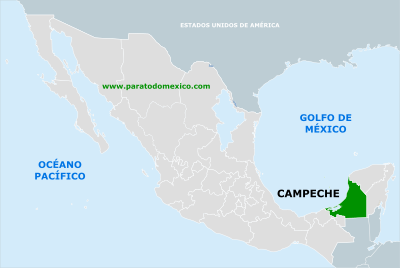 ESTADOS UNIDOS DE AMÉRICA
www.paratodomexico.com
GOLFO DE
MÉXICO
OCÉANO
PACÍFICO
CAMPECHE